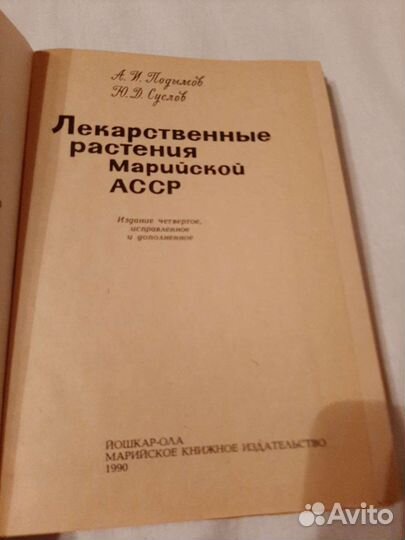 А. И. Подымов
Ю. Д. Суслов
Лекарственные
растения
Марийской
АССР
Издание четвертое,
исправленное
и дополненное
ЙОШКАР-ОЛА
МАРИЙСКОЕ КНИЖНОЕ ИЗДАТЕЛЬСТВО
1990
Avito